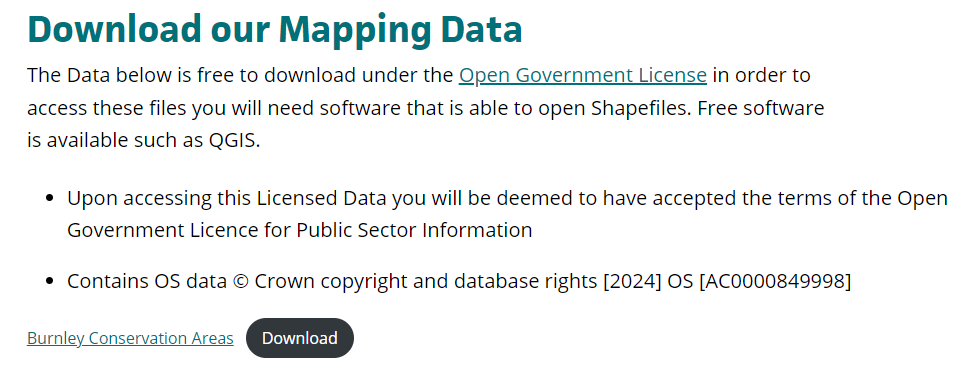 Download our Mapping Data
The Data below is free to download under the Open Government License in order to
access these files you will need software that is able to open Shapefiles. Free software
is available such as QGIS.
• Upon accessing this Licensed Data you will be deemed to have accepted the terms of the Open
Government Licence for Public Sector Information
• Contains OS data © Crown copyright and database rights [2024] OS [AC0000849998]
Burnley Conservation Areas Download